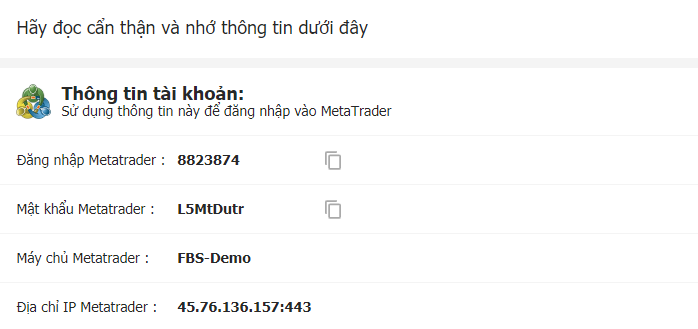 Hãy đọc cẩn thận và nhớ thông tin dưới đây
Thông tin tài khoản:
Sử dụng thông tin này để đăng nhập vào MetaTrader
Đăng nhập Metatrader : 8823874
Mật khẩu Metatrader : L5MtDutr
Máy chủ Metatrader : FBS-Demo
Địa chỉ IP Metatrader : 45.76.136.157:443